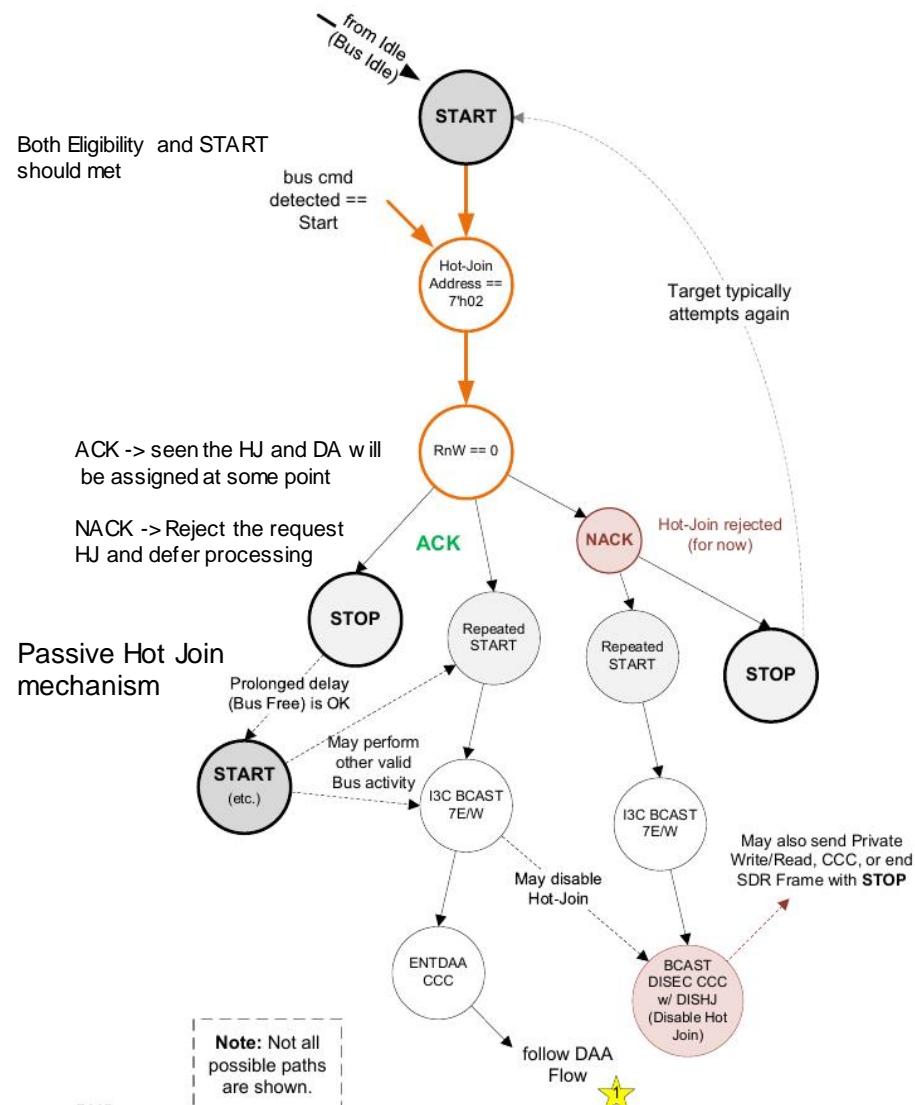 from Idle
(Bus Idle)
START
Both Eligibility and START
should met
bus cmd
detected ==
Start
Hot-Join
Address ==
7'h02
Target typically
attempts again
RnW == 0
ACK -> seen the HJ and DA will
be assigned at some point
NACK -> Reject the request
HJ and defer processing
ACK
NACK
Hot-Join rejected
(for now)
STOP
Repeated
START
Repeated
START
STOP
Passive Hot Join
mechanism
Prolonged delay
(Bus Free) is OK
START
(etc.)
May perform
other valid
Bus activity
I3C BCAST
7E/W
I3C BCAST
7E/W
May disable
Hot-Join
May also send Private
Write/Read, CCC, or end
SDR Frame with STOP
ENTDAA
CCC
BCAST
DISEC CCC
w/ DISHJ
(Disable Hot
Join)
Note: Not all
possible paths
are shown.
follow DAA
Flow
1